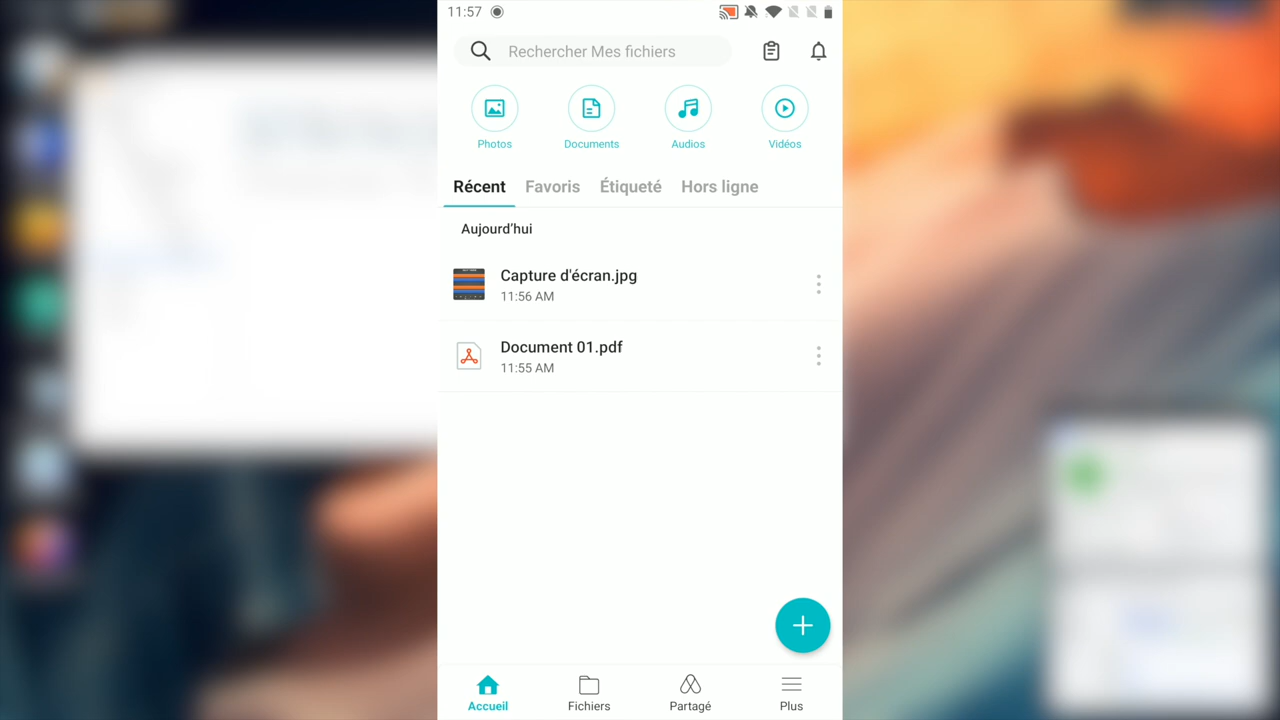 11:57
Rechercher Mes fichiers
Photos
Documents
Audios
Vidéos
Récent
Favoris
Étiqueté
Hors ligne
Aujourd'hui
Capture d'écran.jpg
11:56 AM
Document 01.pdf
11:55 AM
Accueil
Fichiers
Partagé
Plus